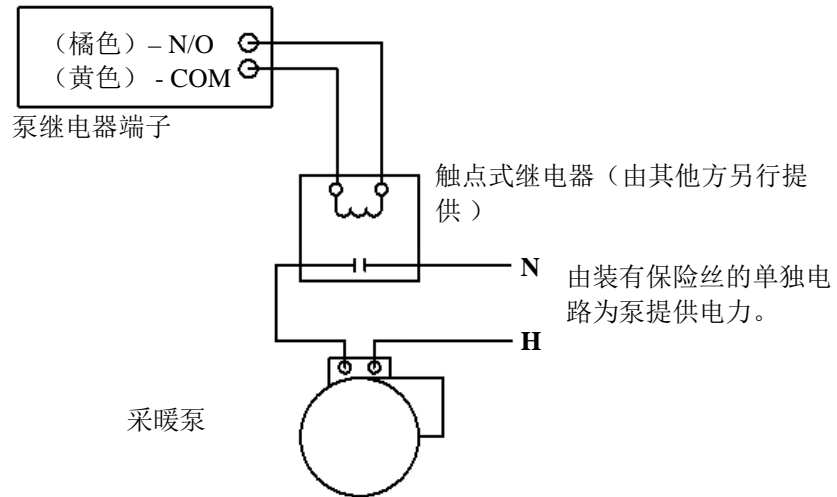 （橘色）– N/O
（黄色） - COM
泵继电器端子
触点式继电器（由其他方另行提
供 ）
N
由装有保险丝的单独电
路为泵提供电力。
H
采暖泵